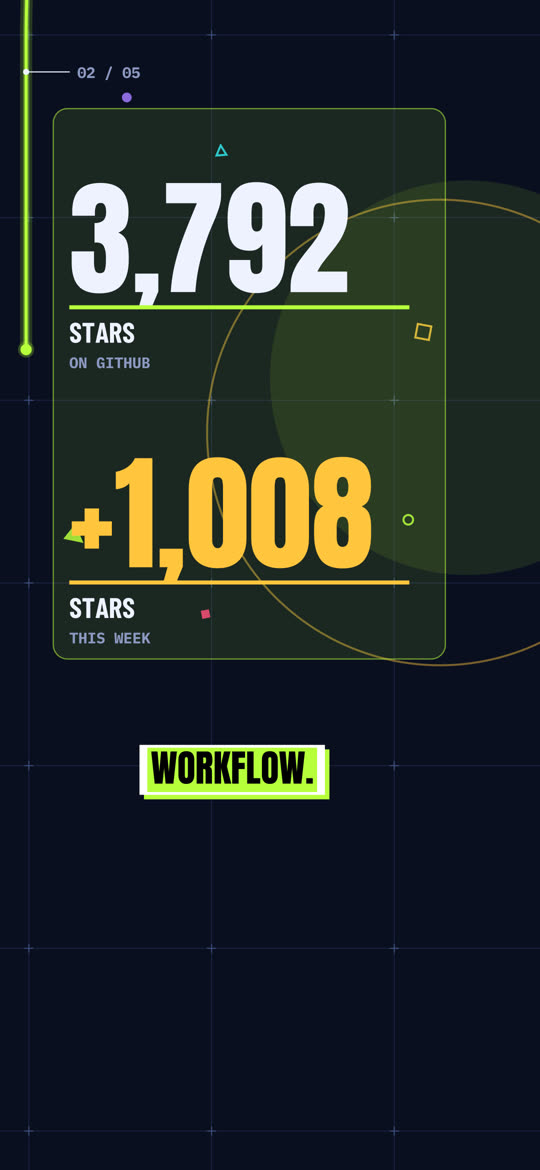 02 / 05
3,792
STARS
ON GITHUB
+1,008
STARS
THIS WEEK
WORKFLOW.